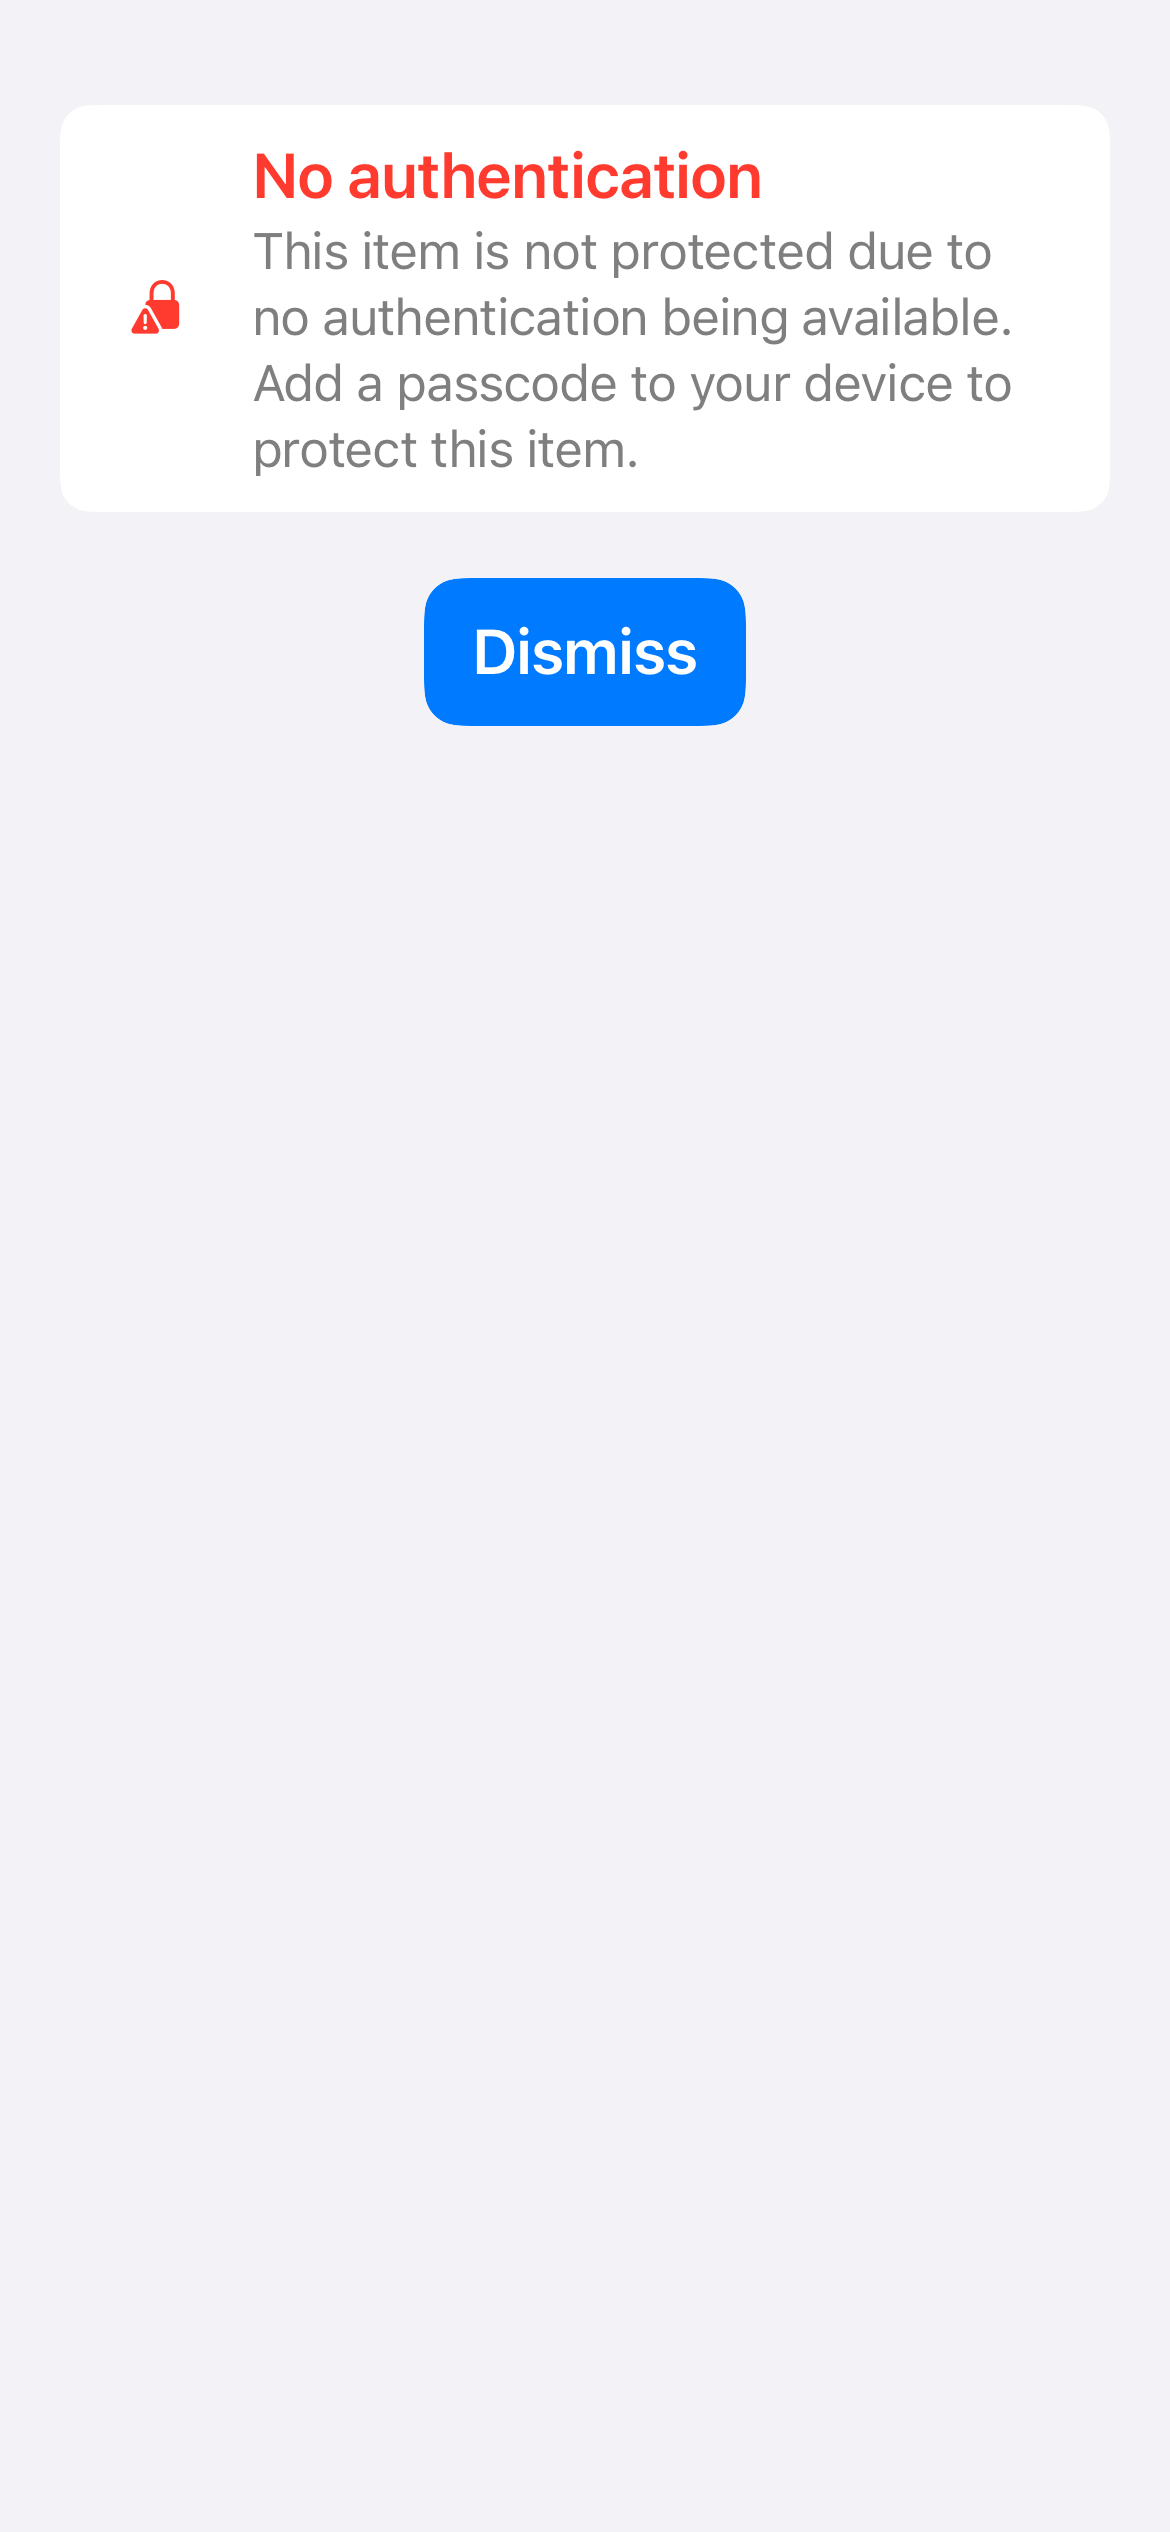 No authentication
This item is not protected due to
no authentication being available.
Add a passcode to your device to
protect this item.
Dismiss